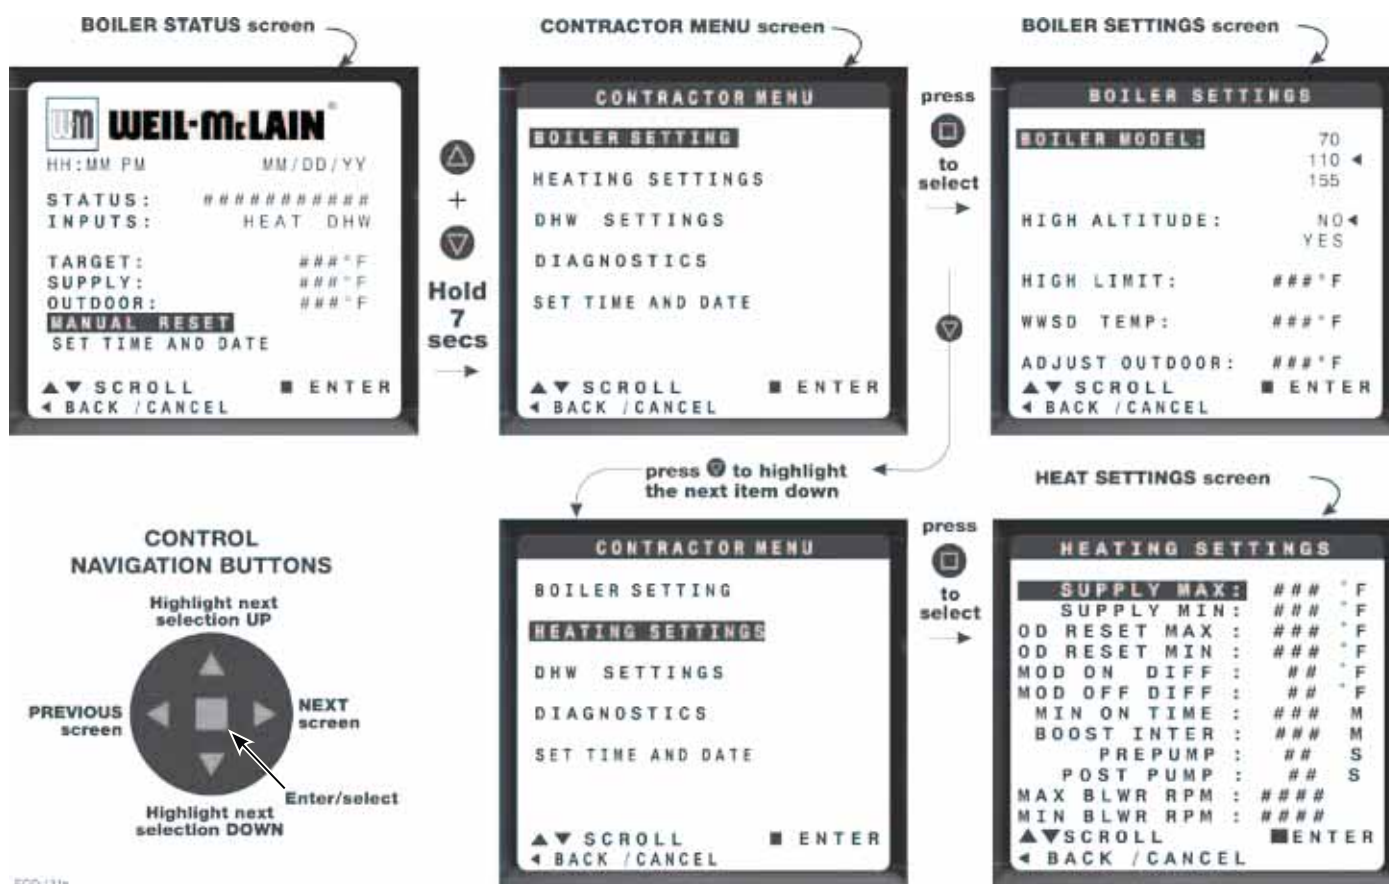 BOILER STATUS screen
WM WEIL-McLAIN®
HH:MM PM MM/DD/YY
STATUS: ###########
INPUTS: HEAT DHW
TARGET: ###°F
SUPPLY: ###°F
OUTDOOR: ###°F
MANUAL RESET
SET TIME AND DATE
▲▼ SCROLL ■ ENTER
◄ BACK /CANCEL
+
Hold
7
secs
CONTRACTOR MENU screen
CONTRACTOR MENU
BOILER SETTING
HEATING SETTINGS
DHW SETTINGS
DIAGNOSTICS
SET TIME AND DATE
▲▼ SCROLL ■ ENTER
◄ BACK /CANCEL
press
to
select
BOILER SETTINGS screen
BOILER SETTINGS
BOILER MODEL: 70
110 ◄
155
HIGH ALTITUDE: NO◄
YES
HIGH LIMIT: ###°F
WWSD TEMP: ###°F
ADJUST OUTDOOR: ###°F
▲▼ SCROLL ■ ENTER
◄ BACK /CANCEL
press to highlight
the next item down
CONTROL
NAVIGATION BUTTONS
Highlight next
selection UP
PREVIOUS
screen
NEXT
screen
Enter/select
Highlight next
selection DOWN
CONTRACTOR MENU
BOILER SETTING
HEATING SETTINGS
DHW SETTINGS
DIAGNOSTICS
SET TIME AND DATE
▲▼ SCROLL ■ ENTER
◄ BACK /CANCEL
press
to
select
HEAT SETTINGS screen
HEATING SETTINGS
SUPPLY MAX: ### °F
SUPPLY MIN: ### °F
OD RESET MAX : ### °F
OD RESET MIN : ### °F
MOD ON DIFF : ## °F
MOD OFF DIFF : ## °F
MIN ON TIME : ### M
BOOST INTER : ### M
PREPUMP : ## S
POST PUMP : ## S
MAX BLWR RPM : ####
MIN BLWR RPM : ####
▲▼SCROLL ■ENTER
◄ BACK /CANCEL